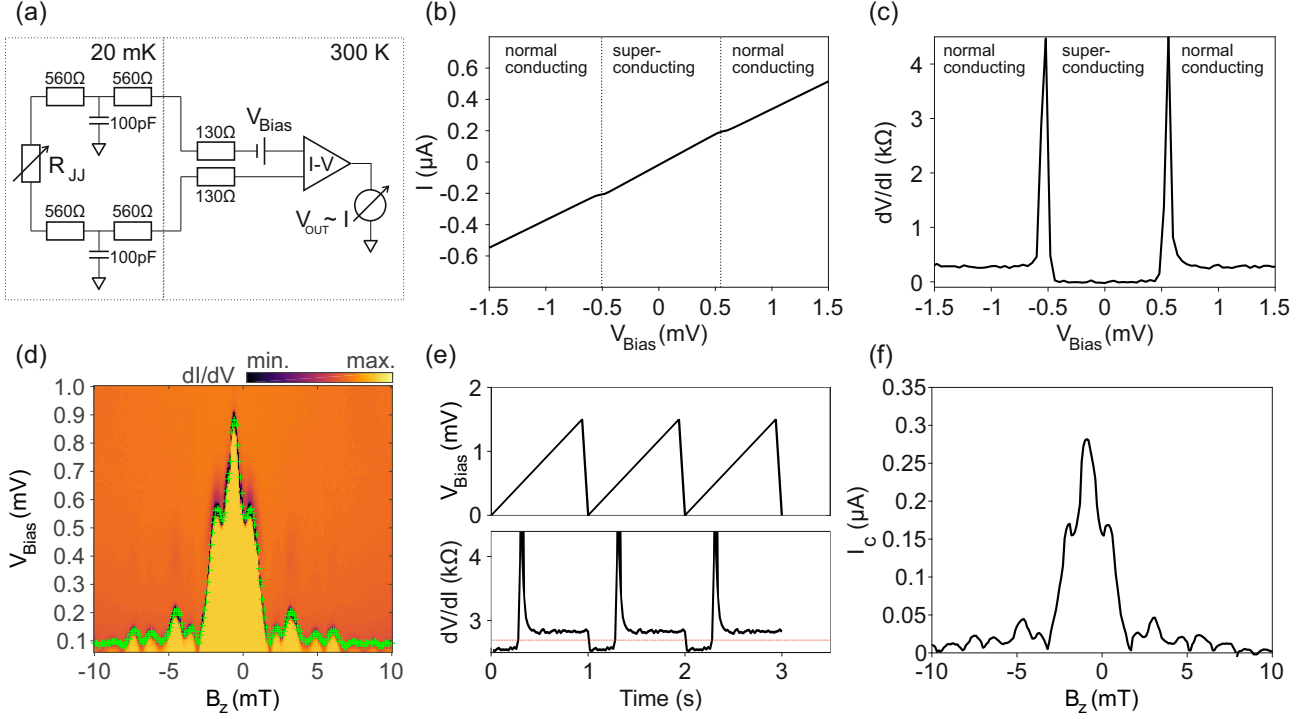 (a)
20 mK
300 K
560Ω
560Ω
100pF
R_JJ
560Ω
560Ω
100pF
130Ω
130Ω
V_Bias
I-V
V_OUT ~ I
(b)
normal conducting
super- conducting
normal conducting
0.6
0.4
0.2
0
-0.2
-0.4
-0.6
I (µA)
-1.5
-1
-0.5
0
0.5
1
1.5
V_Bias (mV)
(c)
normal conducting
super- conducting
normal conducting
4
3
2
1
0
dV/dI (kΩ)
-1.5
-1
-0.5
0
0.5
1
1.5
V_Bias (mV)
(d)
dI/dV
min.
max.
1.0
0.9
0.8
0.7
0.6
0.5
0.4
0.3
0.2
0.1
V_Bias (mV)
-10
-5
0
5
10
B_z (mT)
(e)
2
1
0
V_Bias (mV)
4
3
dV/dI (kΩ)
0
1
2
3
Time (s)
(f)
0.35
0.3
0.25
0.2
0.15
0.1
0.05
0
I_c (µA)
-10
-5
0
5
10
B_z (mT)